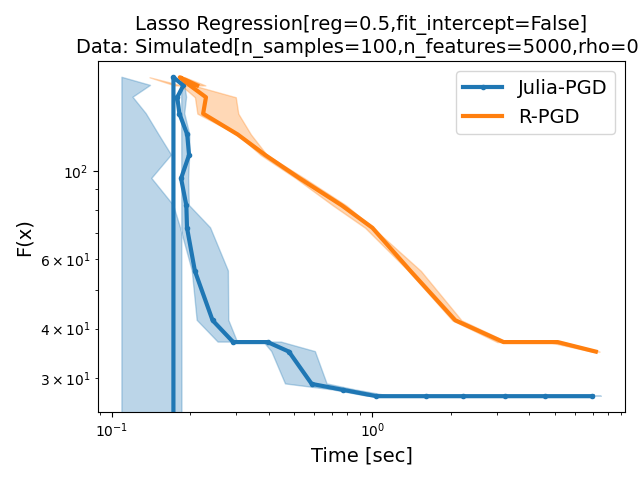 Lasso Regression[reg=0.5,fit_intercept=False]
Data: Simulated[n_samples=100,n_features=5000,rho=0
Julia-PGD
R-PGD
F(x)
10²
6 × 10¹
4 × 10¹
3 × 10¹
10⁻¹
10⁰
Time [sec]